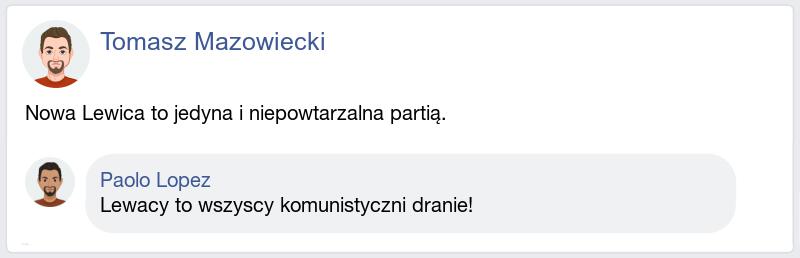 Tomasz Mazowiecki
Nowa Lewica to jedyna i niepowtarzalna partią.
Paolo Lopez
Lewacy to wszyscy komunistyczni dranie!